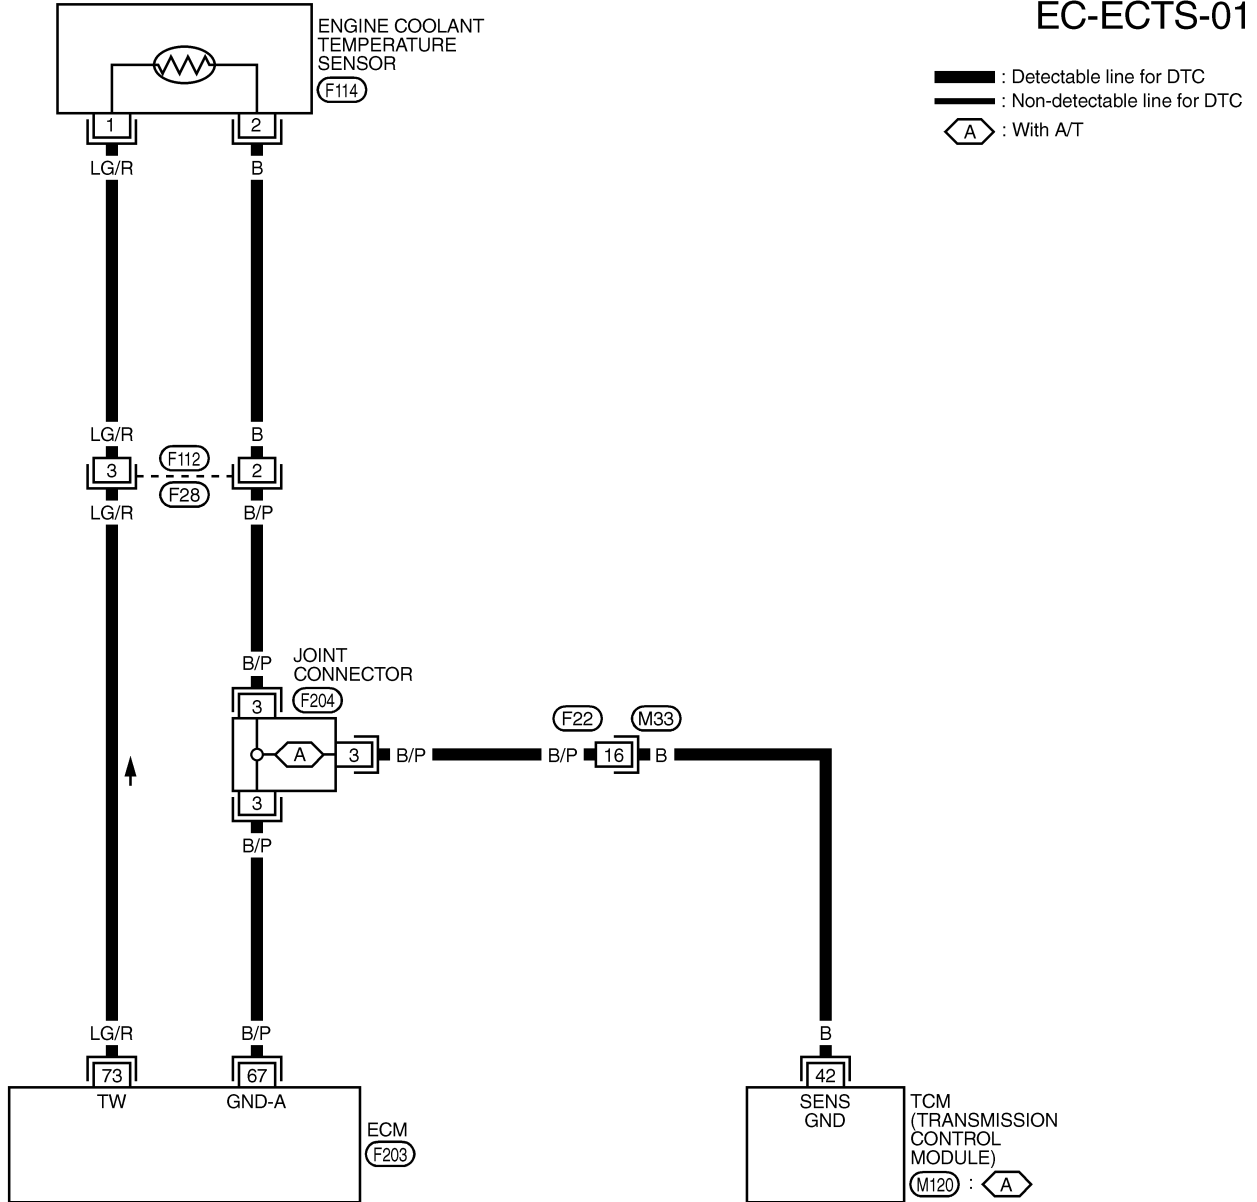 EC-ECTS-01
ENGINE COOLANT
TEMPERATURE
SENSOR
F114
: Detectable line for DTC
: Non-detectable line for DTC
A : With A/T
1 2
LG/R B
LG/R B
3 F112 2
F28
LG/R B/P
B/P
JOINT
CONNECTOR
3 F204
F22 M33
A 3 B/P B/P 16 B
3
B/P
LG/R B/P B
73 67 42
TW GND-A
SENS
GND
ECM
F203
TCM
(TRANSMISSION
CONTROL
MODULE)
M120 : A